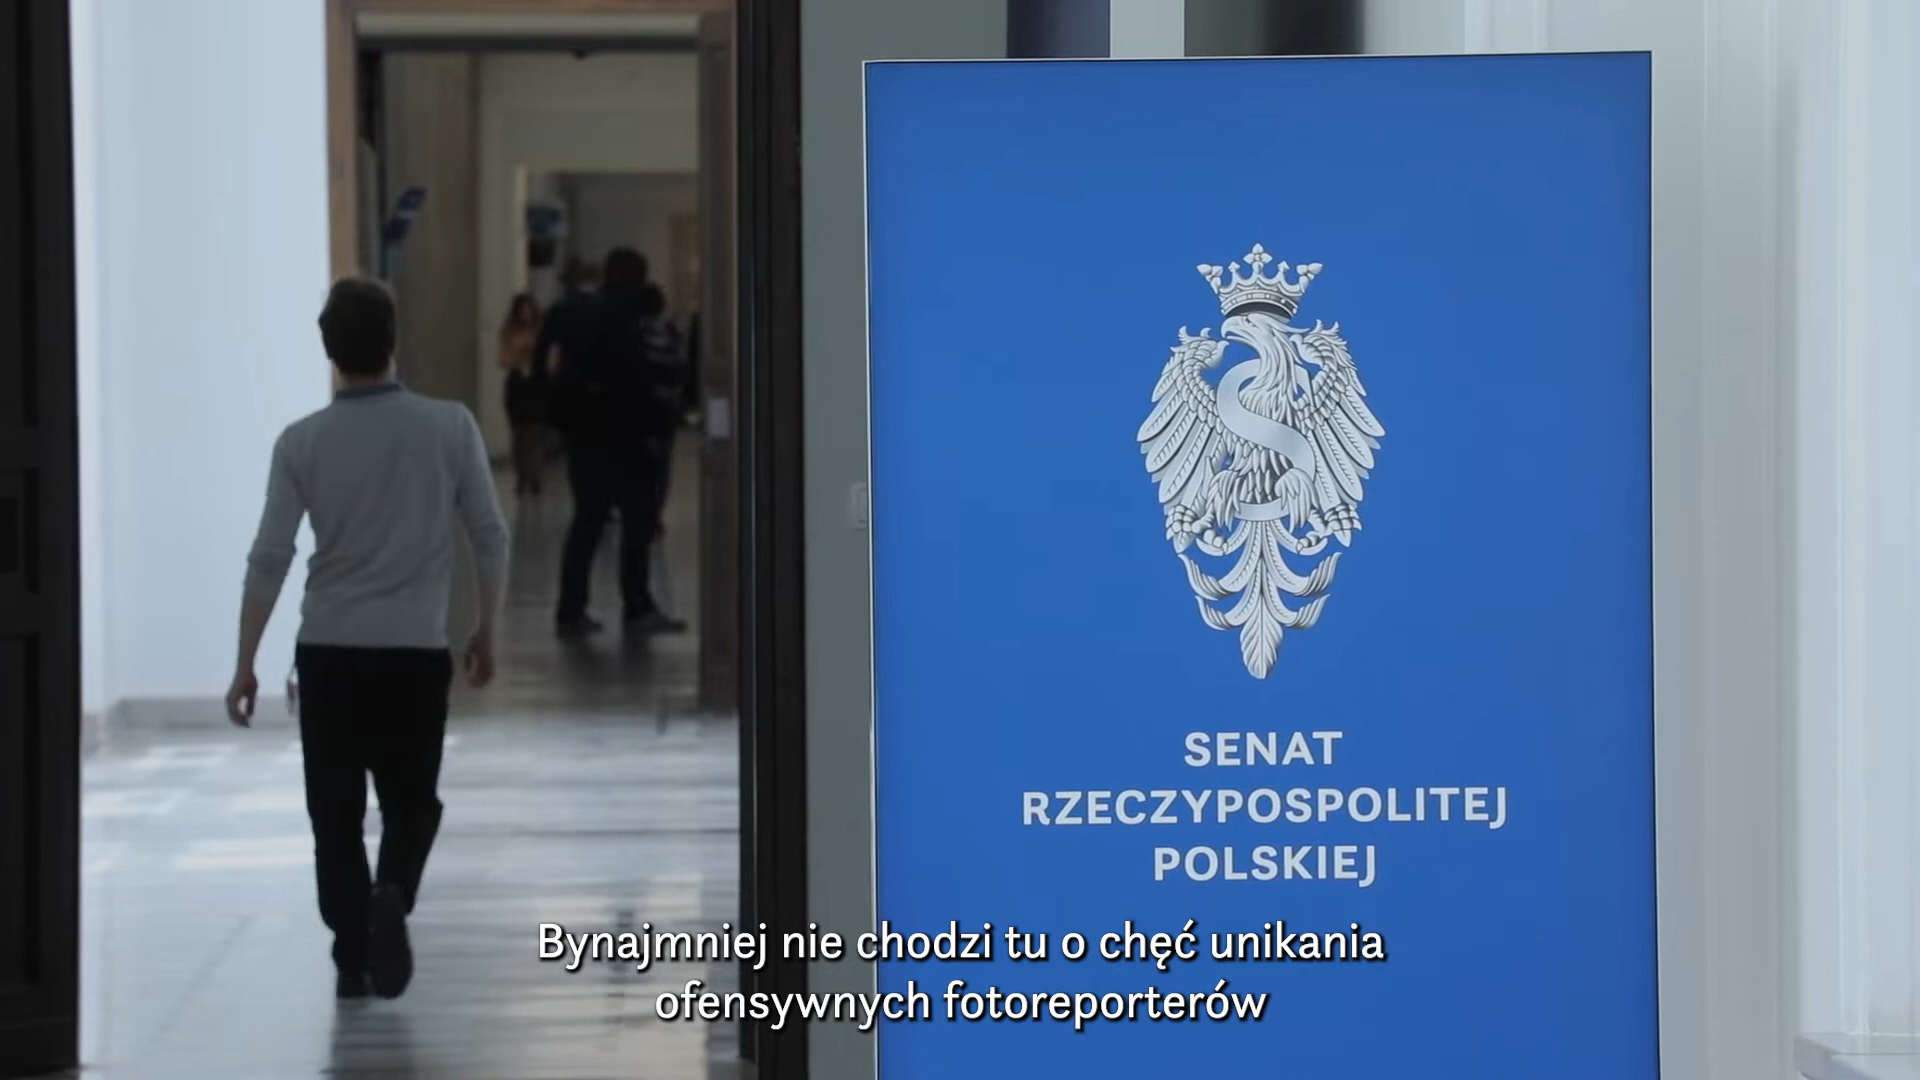 SENAT
RZECZYPOSPOLITEJ
POLSKIEJ
Bynajmniej nie chodzi tu o chęć unikania
ofensywnych fotoreporterów